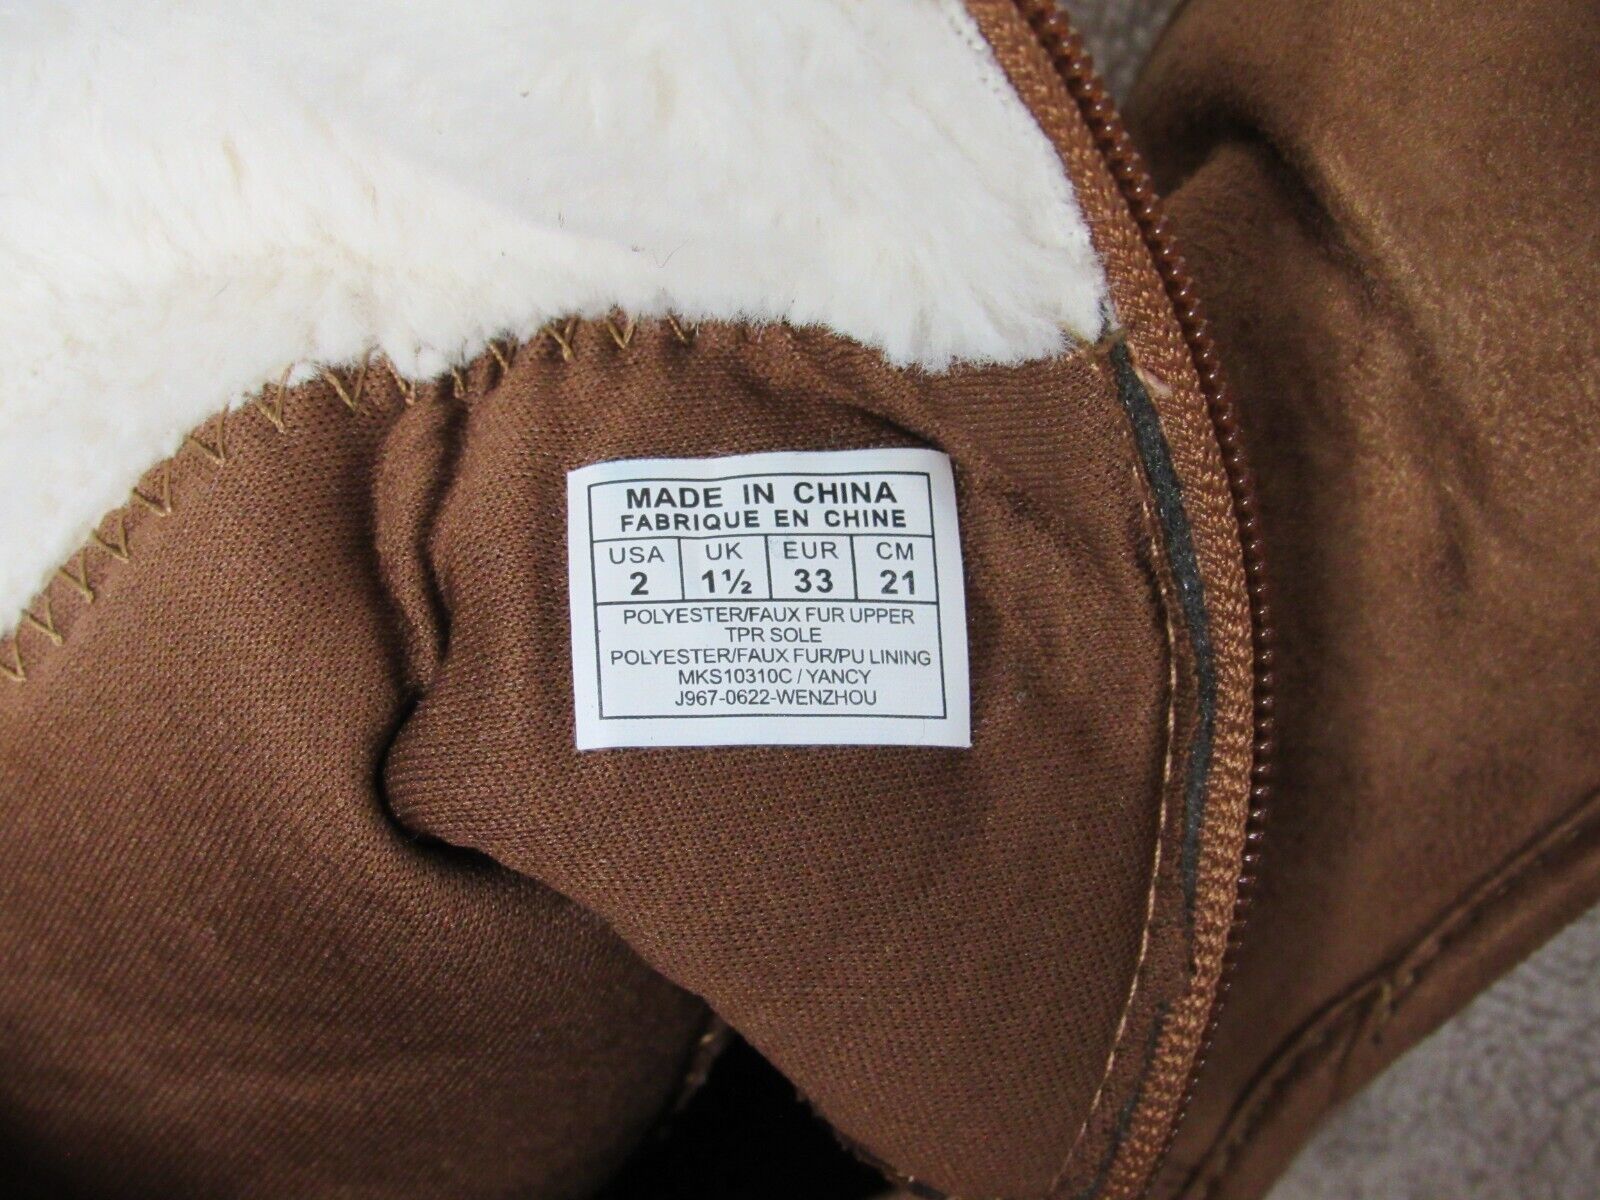 MADE IN CHINA
FABRIQUE EN CHINE
USA UK EUR CM
2 1½ 33 21
POLYESTER/FAUX FUR UPPER
TPR SOLE
POLYESTER/FAUX FUR/PU LINING
MKS10310C / YANCY
J967-0622-WENZHOU